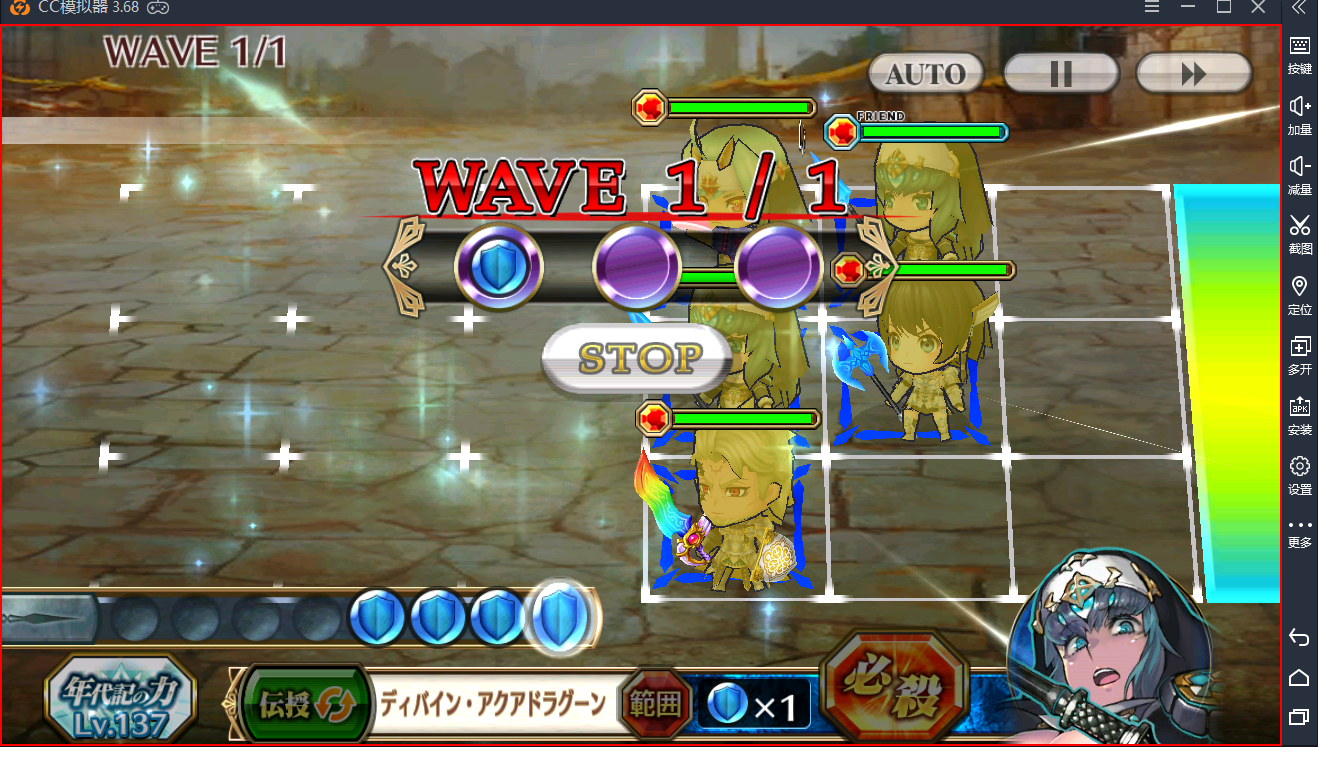 CC模拟器 3.68
WAVE 1/1
AUTO
FRIEND
WAVE 1 / 1
STOP
年代記の力
Lv.137
伝授
ディバイン・アクアドラグーン
範囲
×1
必殺
按键
加量
减量
截图
定位
多开
APK
安装
设置
更多